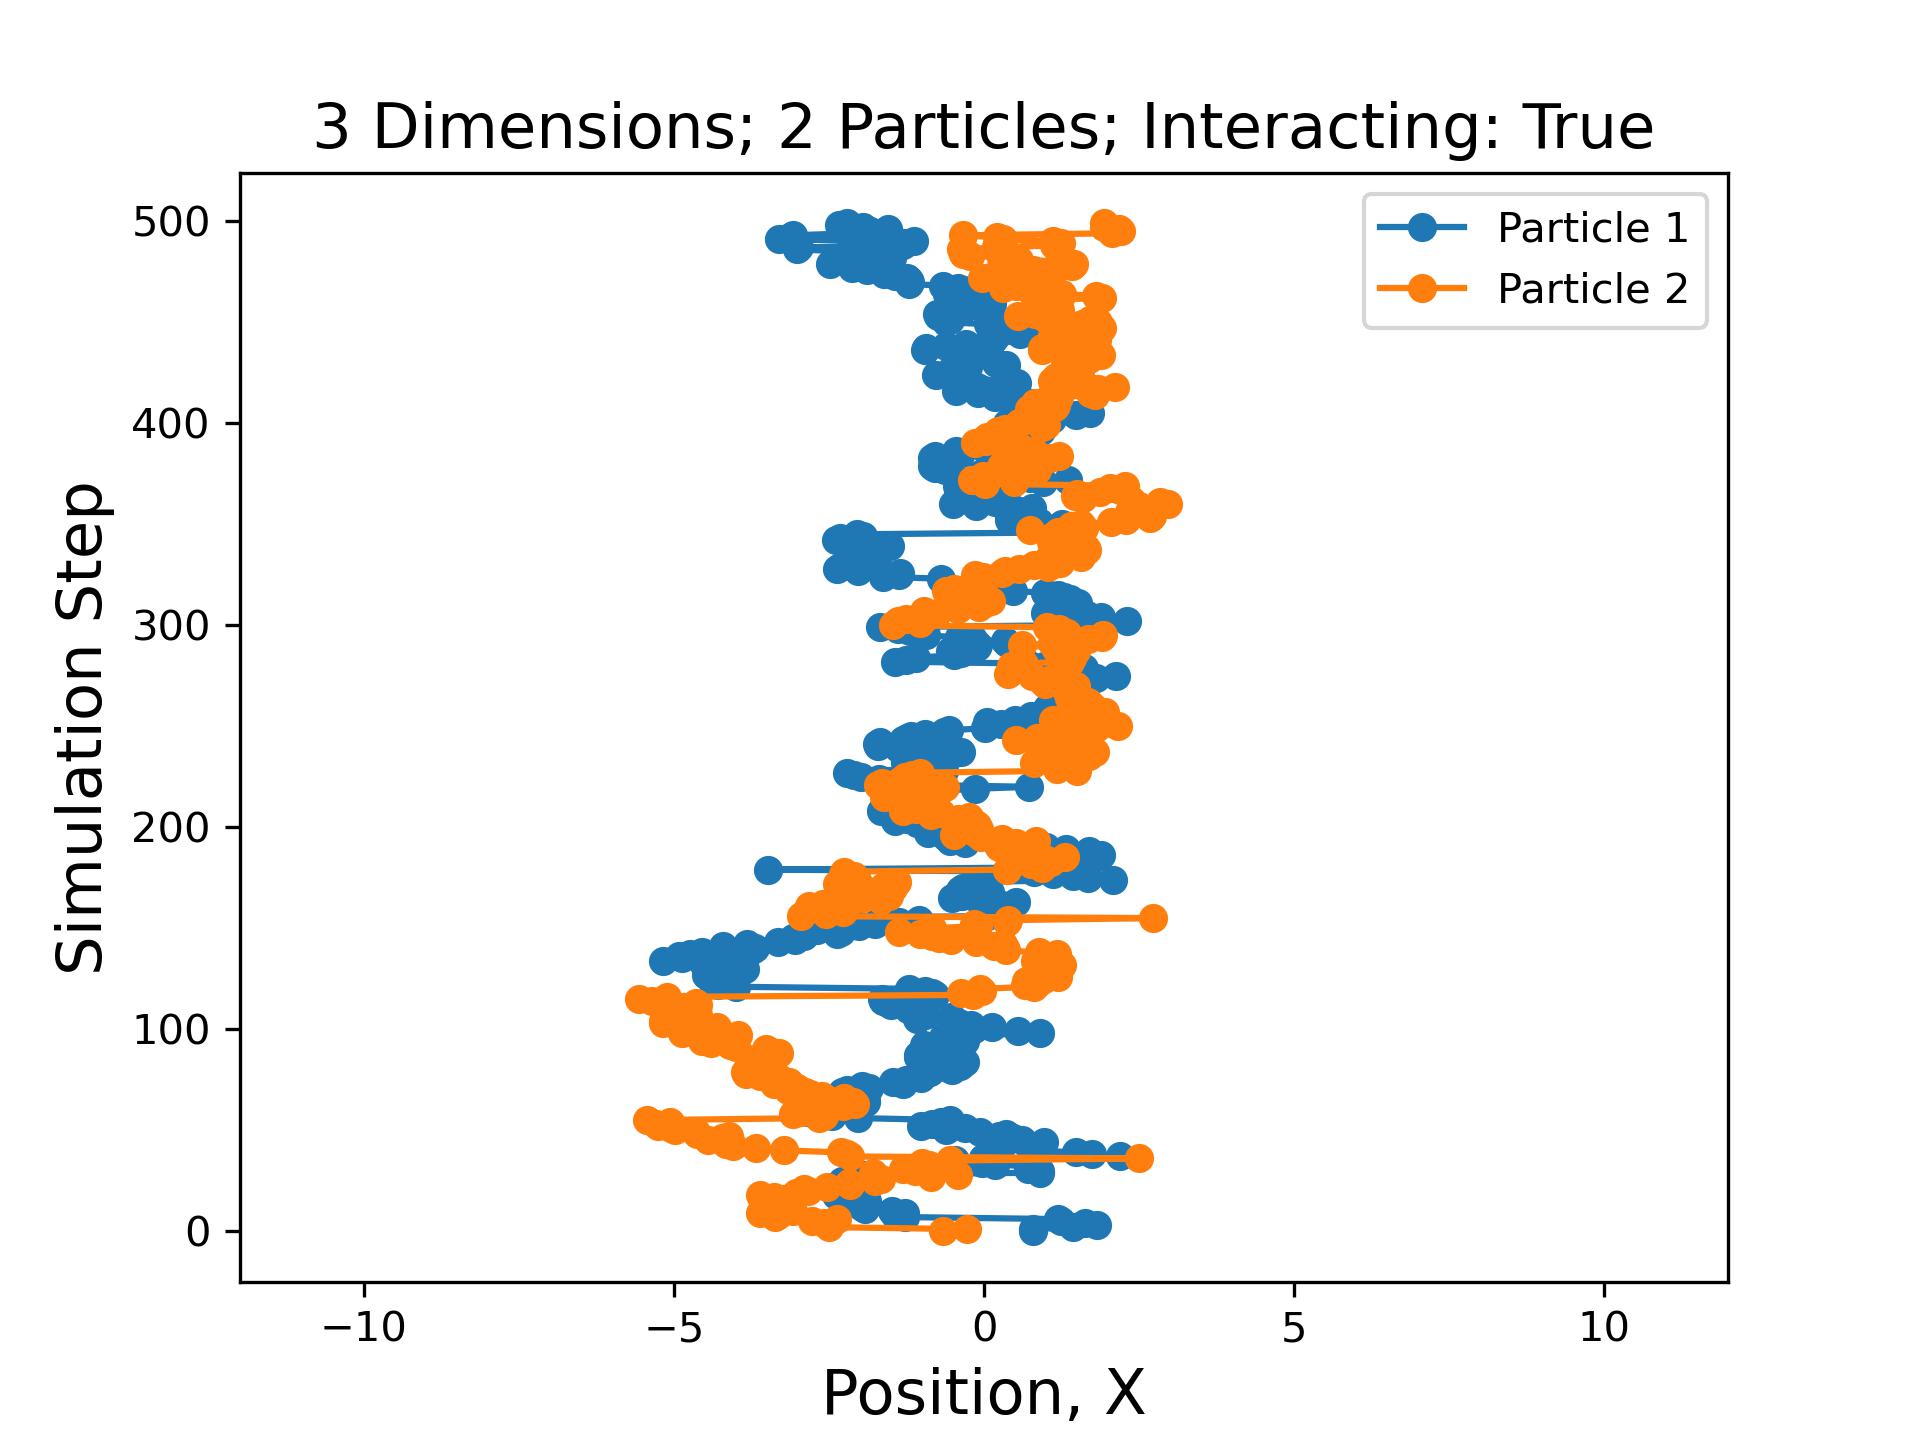 3 Dimensions; 2 Particles; Interacting: True
Particle 1
Particle 2
Simulation Step
500
400
300
200
100
0
−10
−5
0
5
10
Position, X